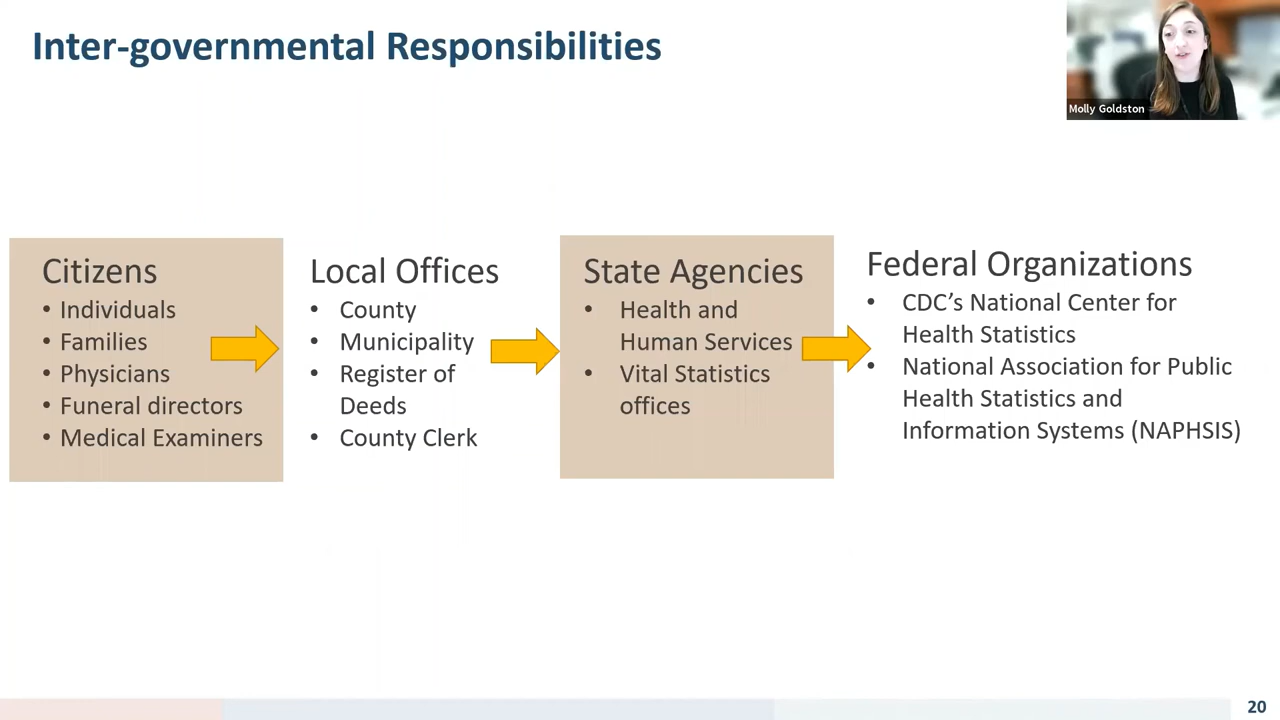 Inter-governmental Responsibilities
Molly Goldston
Citizens
• Individuals
• Families
• Physicians
• Funeral directors
• Medical Examiners
Local Offices
• County
• Municipality
• Register of
Deeds
• County Clerk
State Agencies
• Health and
Human Services
• Vital Statistics
offices
Federal Organizations
• CDC's National Center for
Health Statistics
• National Association for Public
Health Statistics and
Information Systems (NAPHSIS)
20